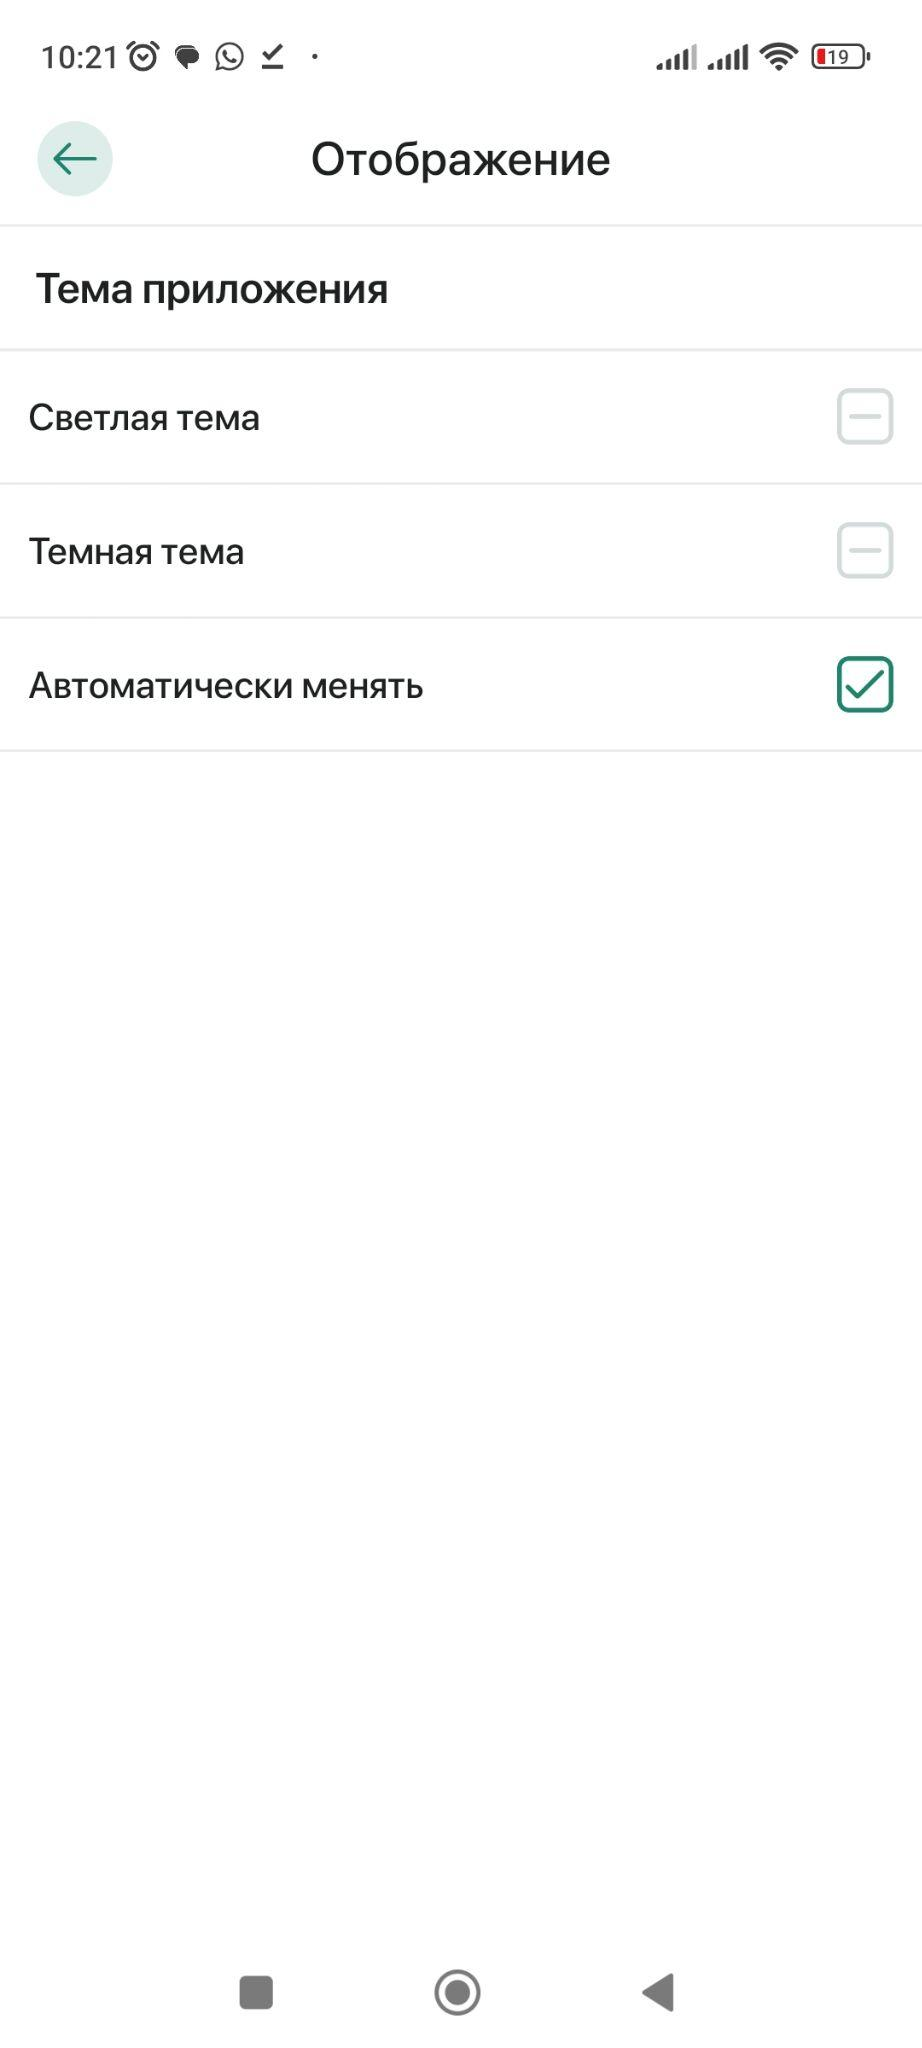 10:21
19
Отображение
Тема приложения
Светлая тема
Темная тема
Автоматически менять